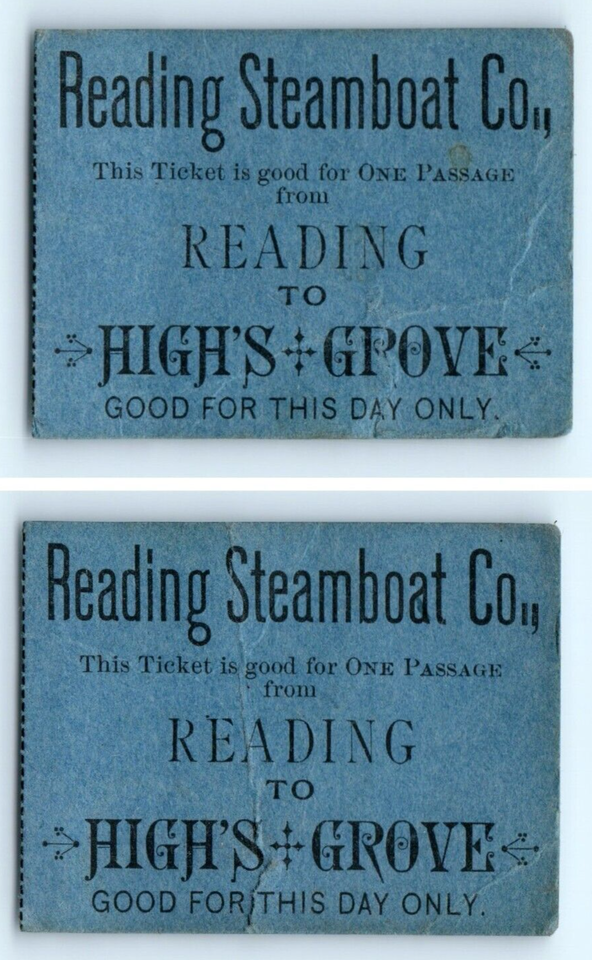 Reading Steamboat Co.,,
This Ticket is good for ONE PASSAGE
from
READING
TO
HIGH'S GROVE
GOOD FOR THIS DAY ONLY.
Reading Steamboat Co.,,
This Ticket is good for ONE PASSAGE
from
READING
TO
HIGH'S GROVE
GOOD FOR THIS DAY ONLY.